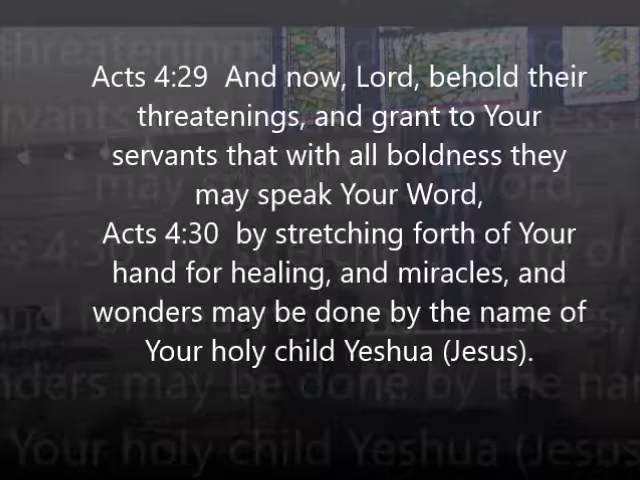 Acts 4:29  And now, Lord, behold their
threatenings, and grant to Your
servants that with all boldness they
may speak Your Word,
Acts 4:30  by stretching forth of Your
hand for healing, and miracles, and
wonders may be done by the name of
Your holy child Yeshua (Jesus).